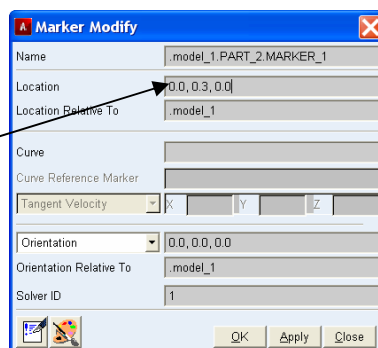 Marker Modify
Name .model_1.PART_2.MARKER_1
Location 0.0, 0.3, 0.0
Location Relative To .model_1
Curve
Curve Reference Marker
Tangent Velocity X Y Z
Orientation 0.0, 0.0, 0.0
Orientation Relative To .model_1
Solver ID 1
OK Apply Close